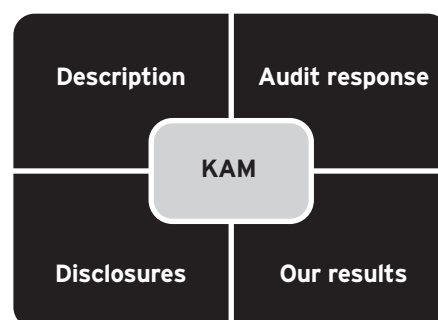 Description
Audit response
KAM
Disclosures
Our results